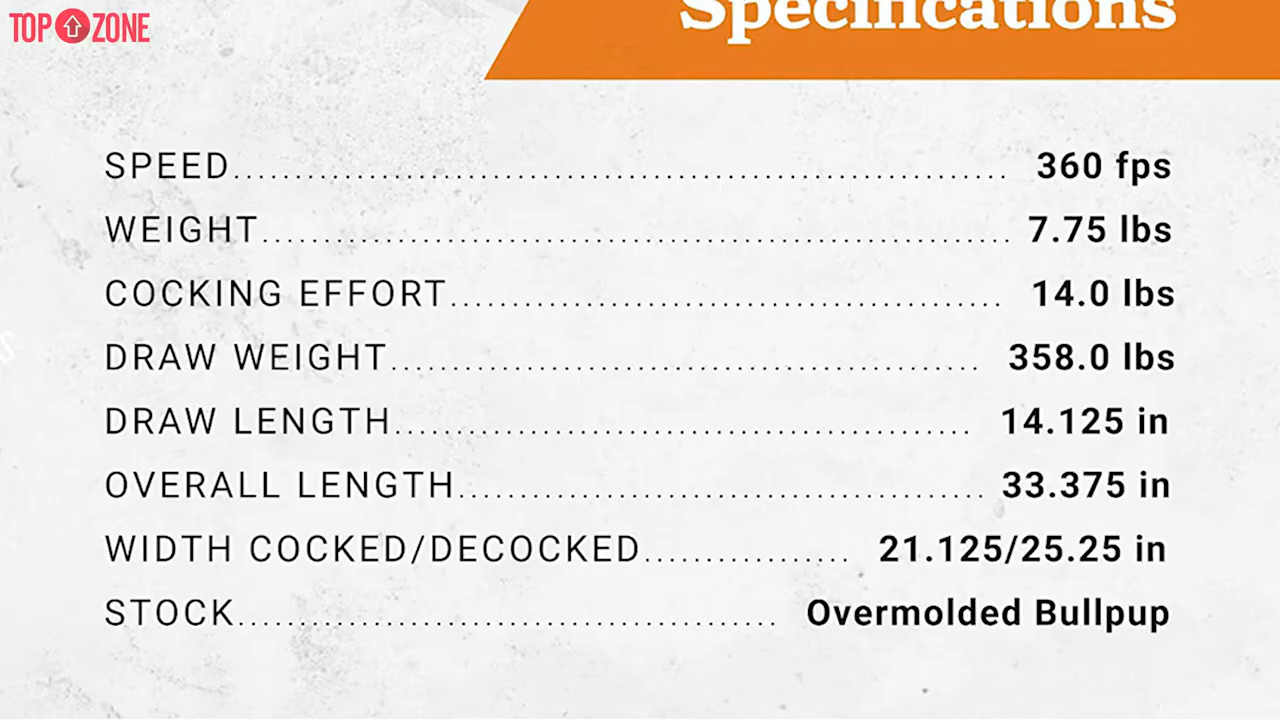 TOP ZONE
Specifications
SPEED................................................................ 360 fps
WEIGHT.............................................................. 7.75 lbs
COCKING EFFORT.............................................. 14.0 lbs
DRAW WEIGHT................................................. 358.0 lbs
DRAW LENGTH................................................ 14.125 in
OVERALL LENGTH............................................ 33.375 in
WIDTH COCKED/DECOCKED................. 21.125/25.25 in
STOCK............................................. Overmolded Bullpup